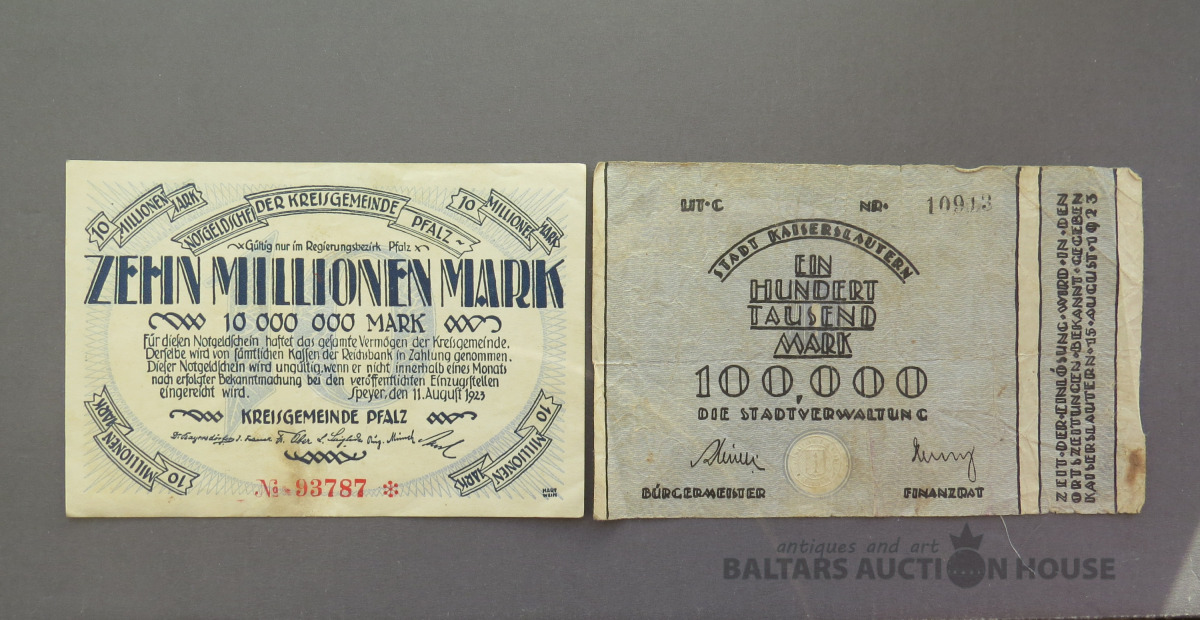 10 MILLIONEN MARK
NOTGELDSCHEIN DER KREISGEMEINDE PFALZ
10 MILLIONEN MARK
Gültig nur im Regierungsbezirk Pfalz
ZEHN MILLIONEN MARK
10 000 000 MARK
Für diesen Notgeldschein haftet das gesamte Vermögen der Kreisgemeinde.
Derselbe wird von sämtlichen Kassen der Reichsbank in Zahlung genommen.
Dieser Notgeldschein wird ungültig, wenn er nicht innerhalb eines Monats
nach erfolgter Bekanntmachung bei den veröffentlichten Einzugstellen
eingereicht wird. Speyer, den 11. August 1923
KREISGEMEINDE PFALZ
10 MILLIONEN MARK
10 MILLIONEN MARK
№ 93787 *
HART
WEIN
LIT·C NR· 10913
STADT KAISERSLAUTERN
EIN
HUNDERT
TAUSEND
MARK
100,000
DIE STADTVERWALTUNG
BÜRGERMEISTER FINANZRAT
ZEIT·DER·EINLÖSUNG·WIRD·IN·DEN
ORTSZEITUNGEN·BEKANNT·GEGEBEN
KAISERSLAUTERN·15·AUGUST·1923
antiques and art
BALTARS AUCTION HOUSE